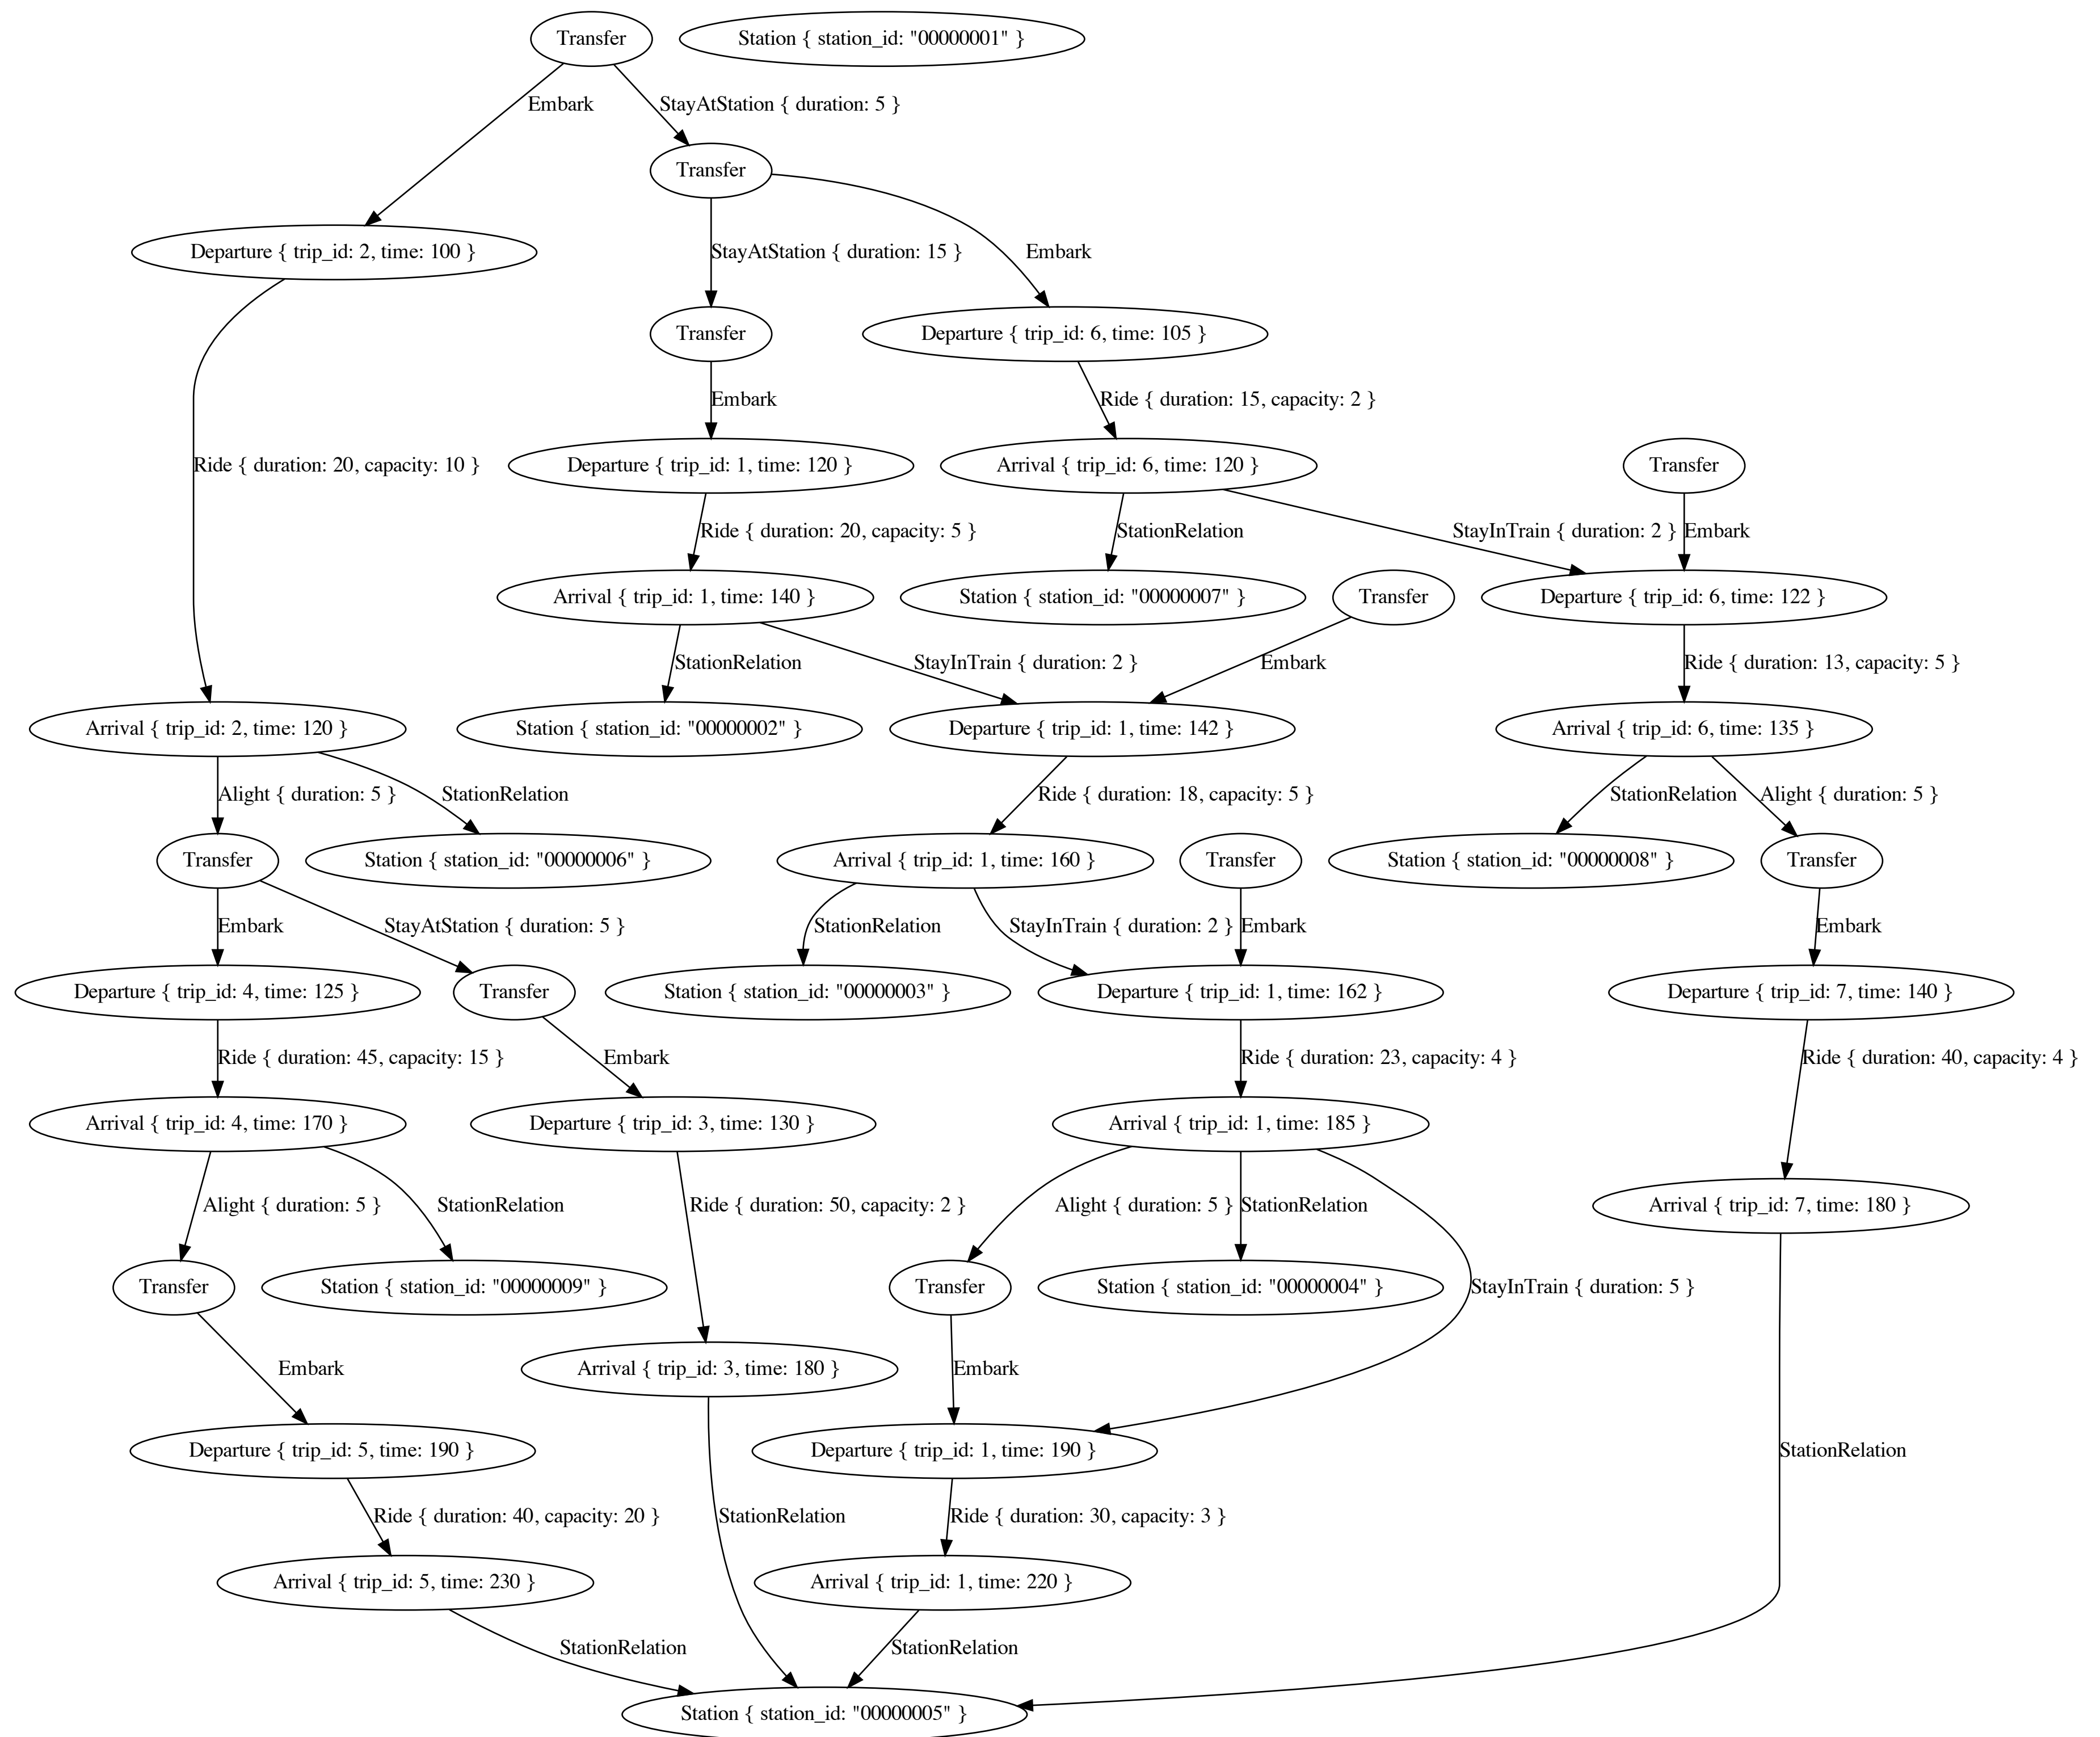 Transfer
Station { station_id: "00000001" }
Embark
StayAtStation { duration: 5 }
Transfer
Departure { trip_id: 2, time: 100 }
StayAtStation { duration: 15 }
Embark
Transfer
Departure { trip_id: 6, time: 105 }
Embark
Ride { duration: 15, capacity: 2 }
Ride { duration: 20, capacity: 10 }
Departure { trip_id: 1, time: 120 }
Arrival { trip_id: 6, time: 120 }
Transfer
Ride { duration: 20, capacity: 5 }
StationRelation
StayInTrain { duration: 2 }
Embark
Arrival { trip_id: 1, time: 140 }
Station { station_id: "00000007" }
Transfer
Departure { trip_id: 6, time: 122 }
StationRelation
StayInTrain { duration: 2 }
Embark
Ride { duration: 13, capacity: 5 }
Arrival { trip_id: 2, time: 120 }
Station { station_id: "00000002" }
Departure { trip_id: 1, time: 142 }
Arrival { trip_id: 6, time: 135 }
Alight { duration: 5 }
StationRelation
Ride { duration: 18, capacity: 5 }
StationRelation
Alight { duration: 5 }
Transfer
Station { station_id: "00000006" }
Arrival { trip_id: 1, time: 160 }
Transfer
Station { station_id: "00000008" }
Transfer
Embark
StayAtStation { duration: 5 }
StationRelation
StayInTrain { duration: 2 }
Embark
Embark
Departure { trip_id: 4, time: 125 }
Transfer
Station { station_id: "00000003" }
Departure { trip_id: 1, time: 162 }
Departure { trip_id: 7, time: 140 }
Ride { duration: 45, capacity: 15 }
Embark
Ride { duration: 23, capacity: 4 }
Ride { duration: 40, capacity: 4 }
Arrival { trip_id: 4, time: 170 }
Departure { trip_id: 3, time: 130 }
Arrival { trip_id: 1, time: 185 }
Alight { duration: 5 }
StationRelation
Ride { duration: 50, capacity: 2 }
Alight { duration: 5 }
StationRelation
Arrival { trip_id: 7, time: 180 }
Transfer
Station { station_id: "00000009" }
Transfer
Station { station_id: "00000004" }
StayInTrain { duration: 5 }
Embark
Arrival { trip_id: 3, time: 180 }
Embark
Departure { trip_id: 5, time: 190 }
Departure { trip_id: 1, time: 190 }
StationRelation
Ride { duration: 40, capacity: 20 }
StationRelation
Ride { duration: 30, capacity: 3 }
Arrival { trip_id: 5, time: 230 }
Arrival { trip_id: 1, time: 220 }
StationRelation
StationRelation
Station { station_id: "00000005" }